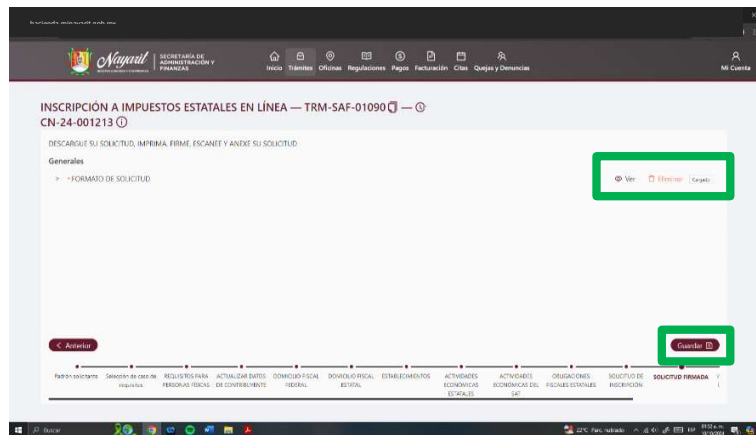 hacienda.nayarit.gob.mx
Nayarit
SECRETARÍA DE
ADMINISTRACIÓN Y
FINANZAS
Inicio Trámites Oficinas Regulaciones Pagos Facturación Citas Quejas y Denuncias
Mi Cuenta
INSCRIPCIÓN A IMPUESTOS ESTATALES EN LÍNEA — TRM-SAF-01090 —
CN-24-001213
DESCARGUE SU SOLICITUD, IMPRIMA, FIRME, ESCANEE Y ANEXE SU SOLICITUD
Generales
> *FORMATO DE SOLICITUD
Ver Eliminar Cargado
< Anterior
Guardar
Padrón solicitante
Selección de caso de
requisitos
REQUISITOS PARA
PERSONAS FÍSICAS
ACTUALIZAR DATOS
DE CONTRIBUYENTE
DOMICILIO FISCAL
FEDERAL
DOMICILIO FISCAL
ESTATAL
ESTABLECIMIENTOS
ACTIVIDADES
ECONÓMICAS
ESTATALES
ACTIVIDADES
ECONÓMICAS DEL
SAT
OBLIGACIONES
FISCALES ESTATALES
SOLICITUD DE
INSCRIPCIÓN
SOLICITUD FIRMADA
Buscar
22°C Parc. nublado